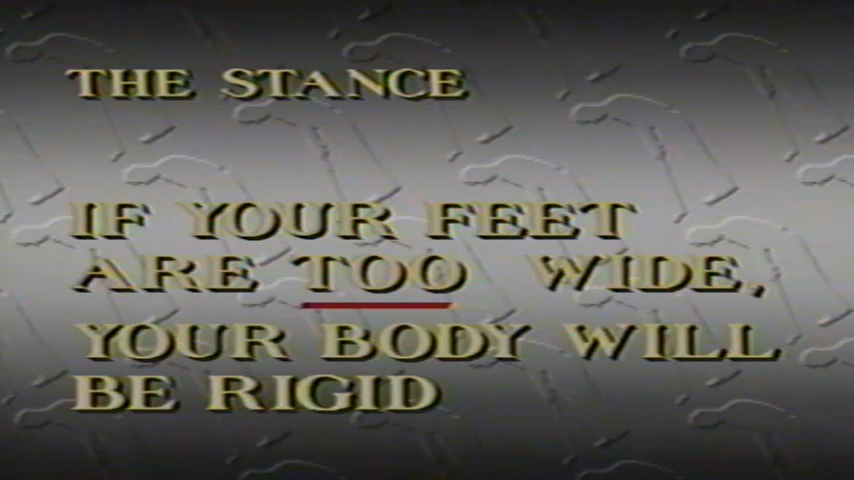 THE STANCE
IF YOUR FEET
ARE TOO WIDE,
YOUR BODY WILL
BE RIGID